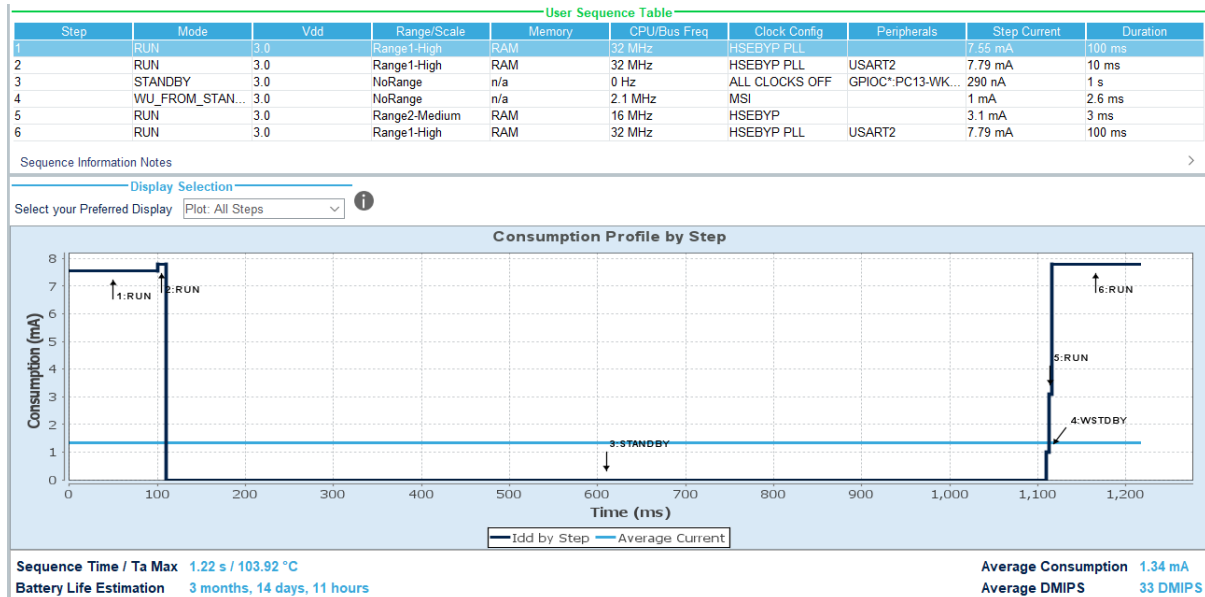 User Sequence Table
Step Mode Vdd Range/Scale Memory CPU/Bus Freq Clock Config Peripherals Step Current Duration
1 RUN 3.0 Range1-High RAM 32 MHz HSEBYP PLL 7.55 mA 100 ms
2 RUN 3.0 Range1-High RAM 32 MHz HSEBYP PLL USART2 7.79 mA 10 ms
3 STANDBY 3.0 NoRange n/a 0 Hz ALL CLOCKS OFF GPIOC*:PC13-WK... 290 nA 1 s
4 WU_FROM_STAN... 3.0 NoRange n/a 2.1 MHz MSI 1 mA 2.6 ms
5 RUN 3.0 Range2-Medium RAM 16 MHz HSEBYP 3.1 mA 3 ms
6 RUN 3.0 Range1-High RAM 32 MHz HSEBYP PLL USART2 7.79 mA 100 ms
Sequence Information Notes
Display Selection
Select your Preferred Display Plot: All Steps
Consumption Profile by Step
Consumption (mA)
8
7
6
5
4
3
2
1
0
1:RUN
2:RUN
3:STANDBY
4:WSTDBY
5:RUN
6:RUN
0 100 200 300 400 500 600 700 800 900 1,000 1,100 1,200
Time (ms)
Idd by Step Average Current
Sequence Time / Ta Max 1.22 s / 103.92 °C Average Consumption 1.34 mA
Battery Life Estimation 3 months, 14 days, 11 hours Average DMIPS 33 DMIPS